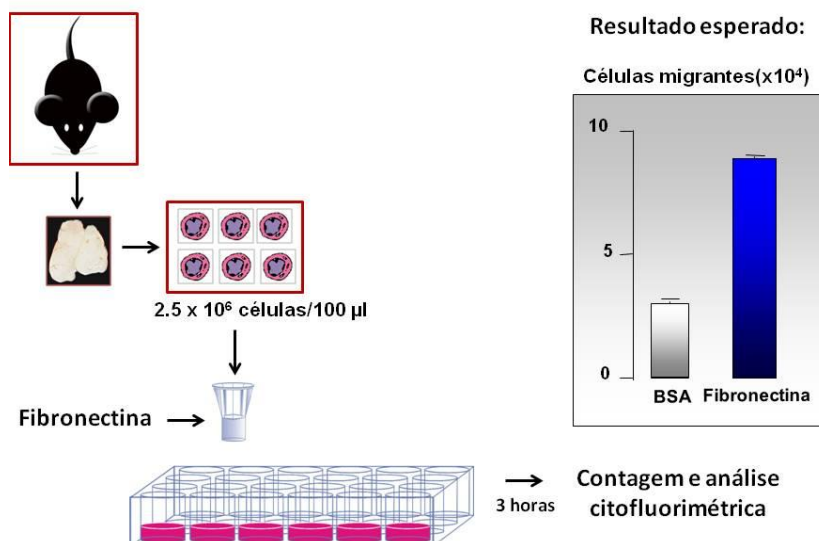 Resultado esperado:
Células migrantes(x10⁴)
10
5
0
BSA
Fibronectina
2.5 x 10⁶ células/100 µl
Fibronectina
3 horas
Contagem e análise
citofluorimétrica